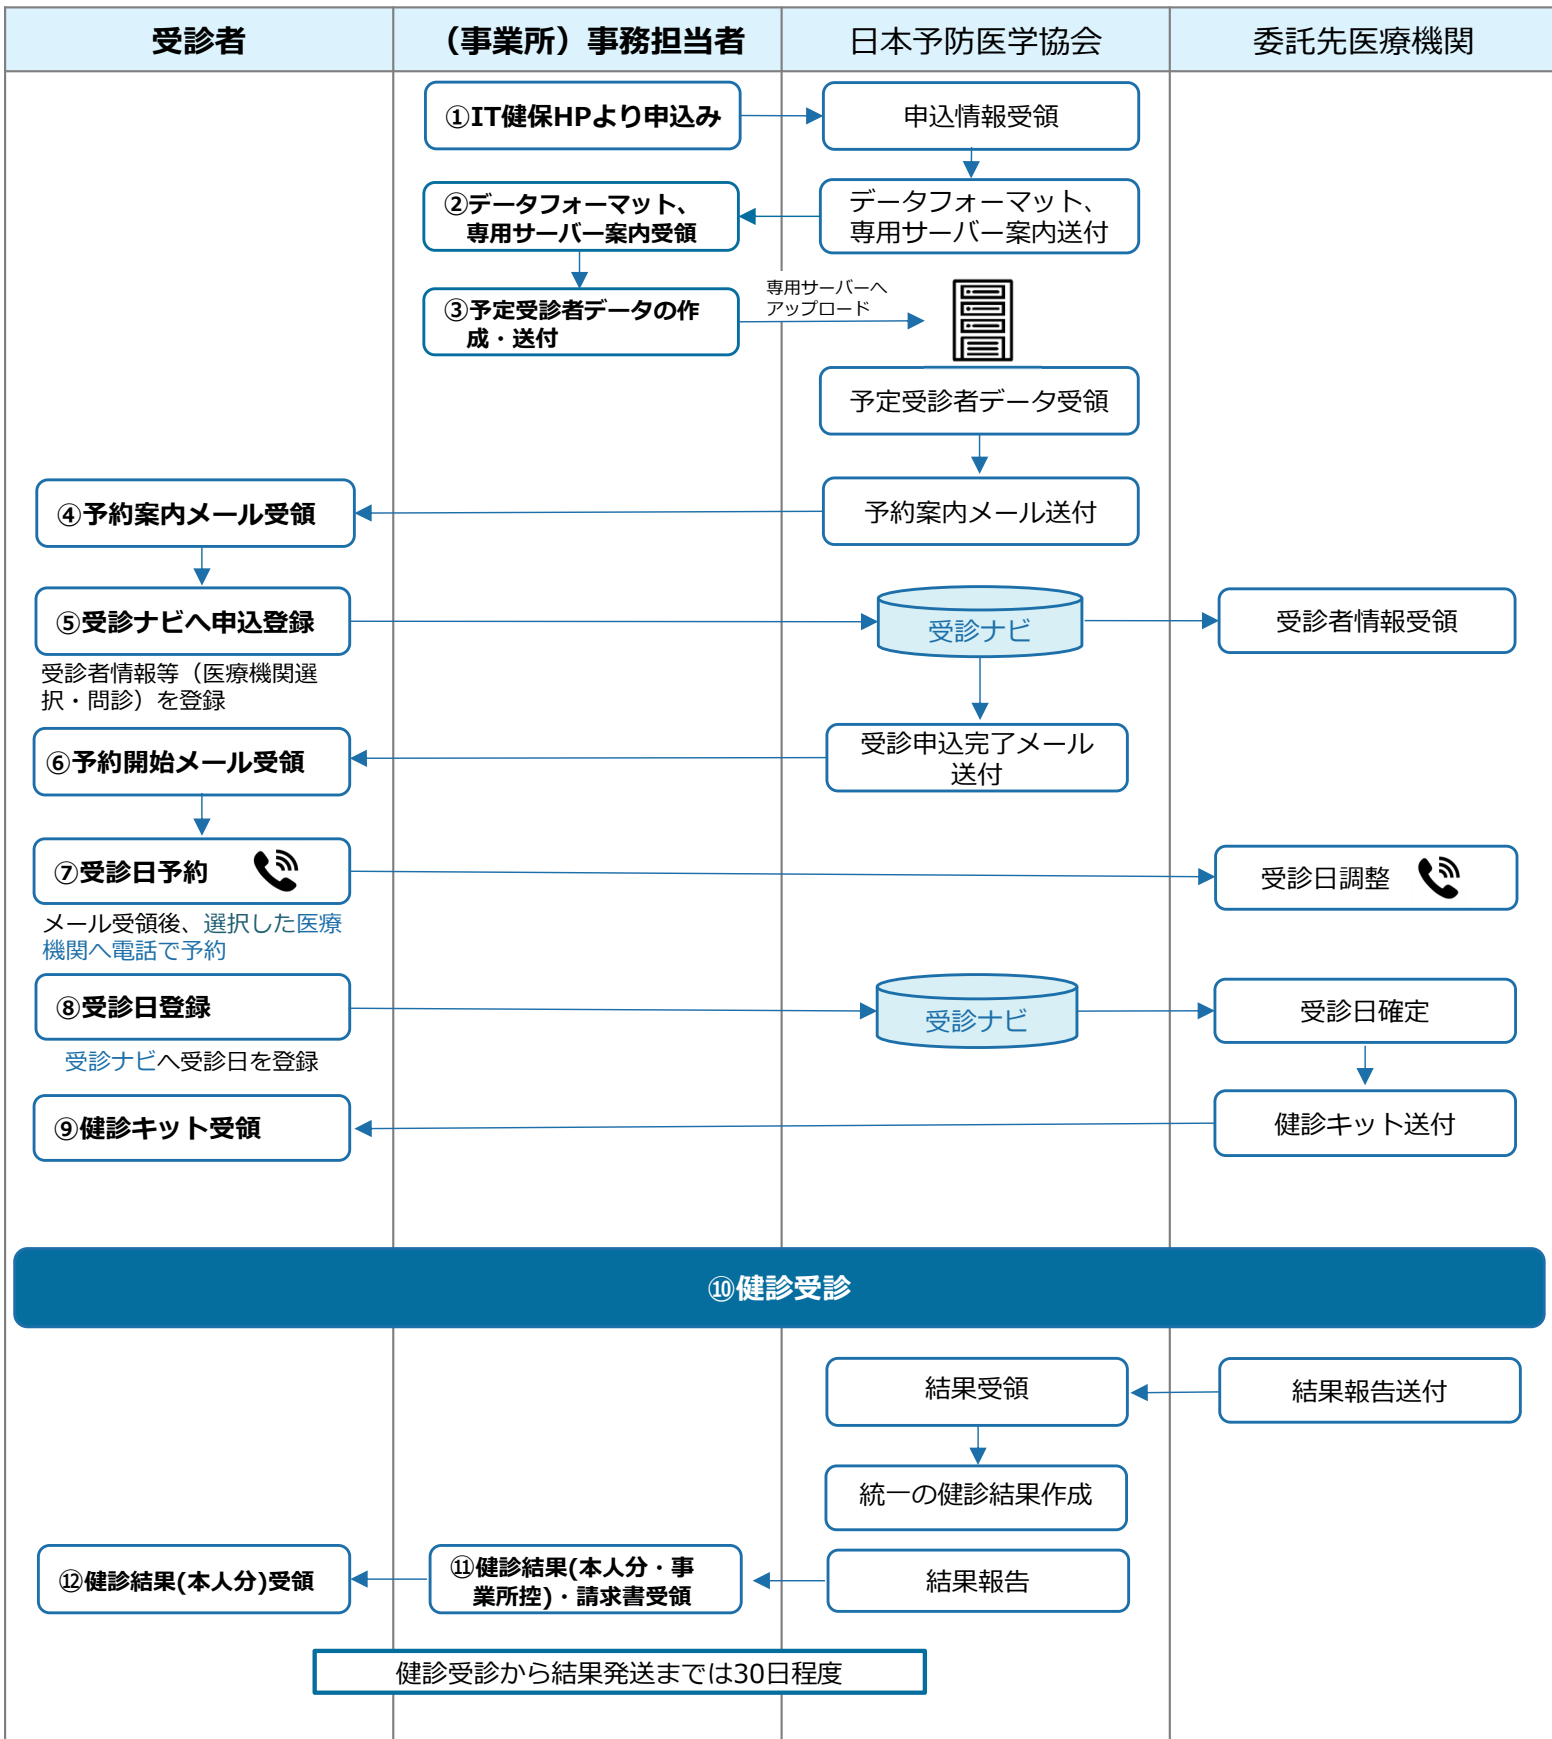 受診者
（事業所）事務担当者
日本予防医学協会
委託先医療機関
①IT健保HPより申込み
申込情報受領
②データフォーマット、
専用サーバー案内受領
データフォーマット、
専用サーバー案内送付
③予定受診者データの作
成・送付
専用サーバーへ
アップロード
予定受診者データ受領
④予約案内メール受領
予約案内メール送付
⑤受診ナビへ申込登録
受診ナビ
受診者情報受領
受診者情報等（医療機関選
択・問診）を登録
⑥予約開始メール受領
受診申込完了メール
送付
⑦受診日予約
受診日調整
メール受領後、選択した医療
機関へ電話で予約
⑧受診日登録
受診ナビ
受診日確定
受診ナビへ受診日を登録
⑨健診キット受領
健診キット送付
⑩健診受診
結果受領
結果報告送付
統一の健診結果作成
⑫健診結果(本人分)受領
⑪健診結果(本人分・事
業所控)・請求書受領
結果報告
健診受診から結果発送までは30日程度